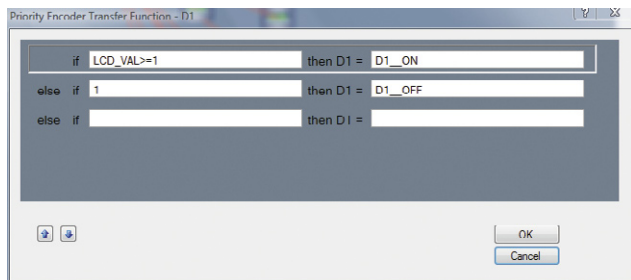 Priority Encoder Transfer Function - D1
if LCD_VAL>=1 then D1 = D1__ON
else if 1 then D1 = D1__OFF
else if then D1 =
OK
Cancel